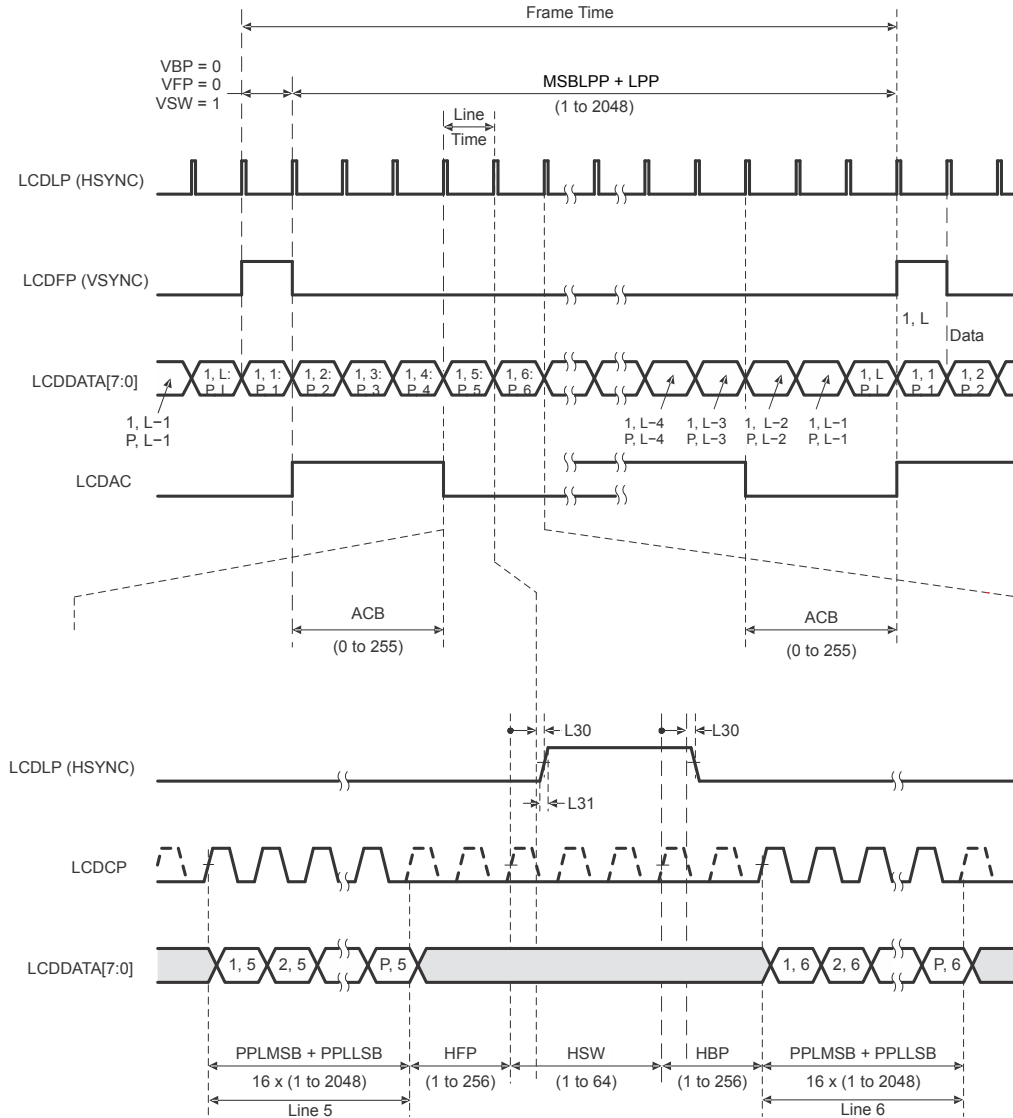 Frame Time
VBP = 0
VFP = 0
VSW = 1
MSBLPP + LPP
(1 to 2048)
Line
Time
LCDLP (HSYNC)
LCDFP (VSYNC)
1, L
Data
LCDDATA[7:0]
1, L: 1, 1: 1, 2: 1, 3: 1, 4: 1, 5: 1, 6: 1, L 1, 1 1, 2
P, L P, 1 P, 2 P, 3 P, 4 P, 5 P, 6 P, L P, 1 P, 2
1, L−1 1, L−4 1, L−3 1, L−2 1, L−1
P, L−1 P, L−4 P, L−3 P, L−2 P, L−1
LCDAC
ACB ACB
(0 to 255) (0 to 255)
L30 L30
LCDLP (HSYNC)
L31
LCDCP
LCDDATA[7:0]
1, 5 2, 5 P, 5 1, 6 2, 6 P, 6
PPLMSB + PPLLSB HFP HSW HBP PPLMSB + PPLLSB
16 x (1 to 2048) (1 to 256) (1 to 64) (1 to 256) 16 x (1 to 2048)
Line 5 Line 6